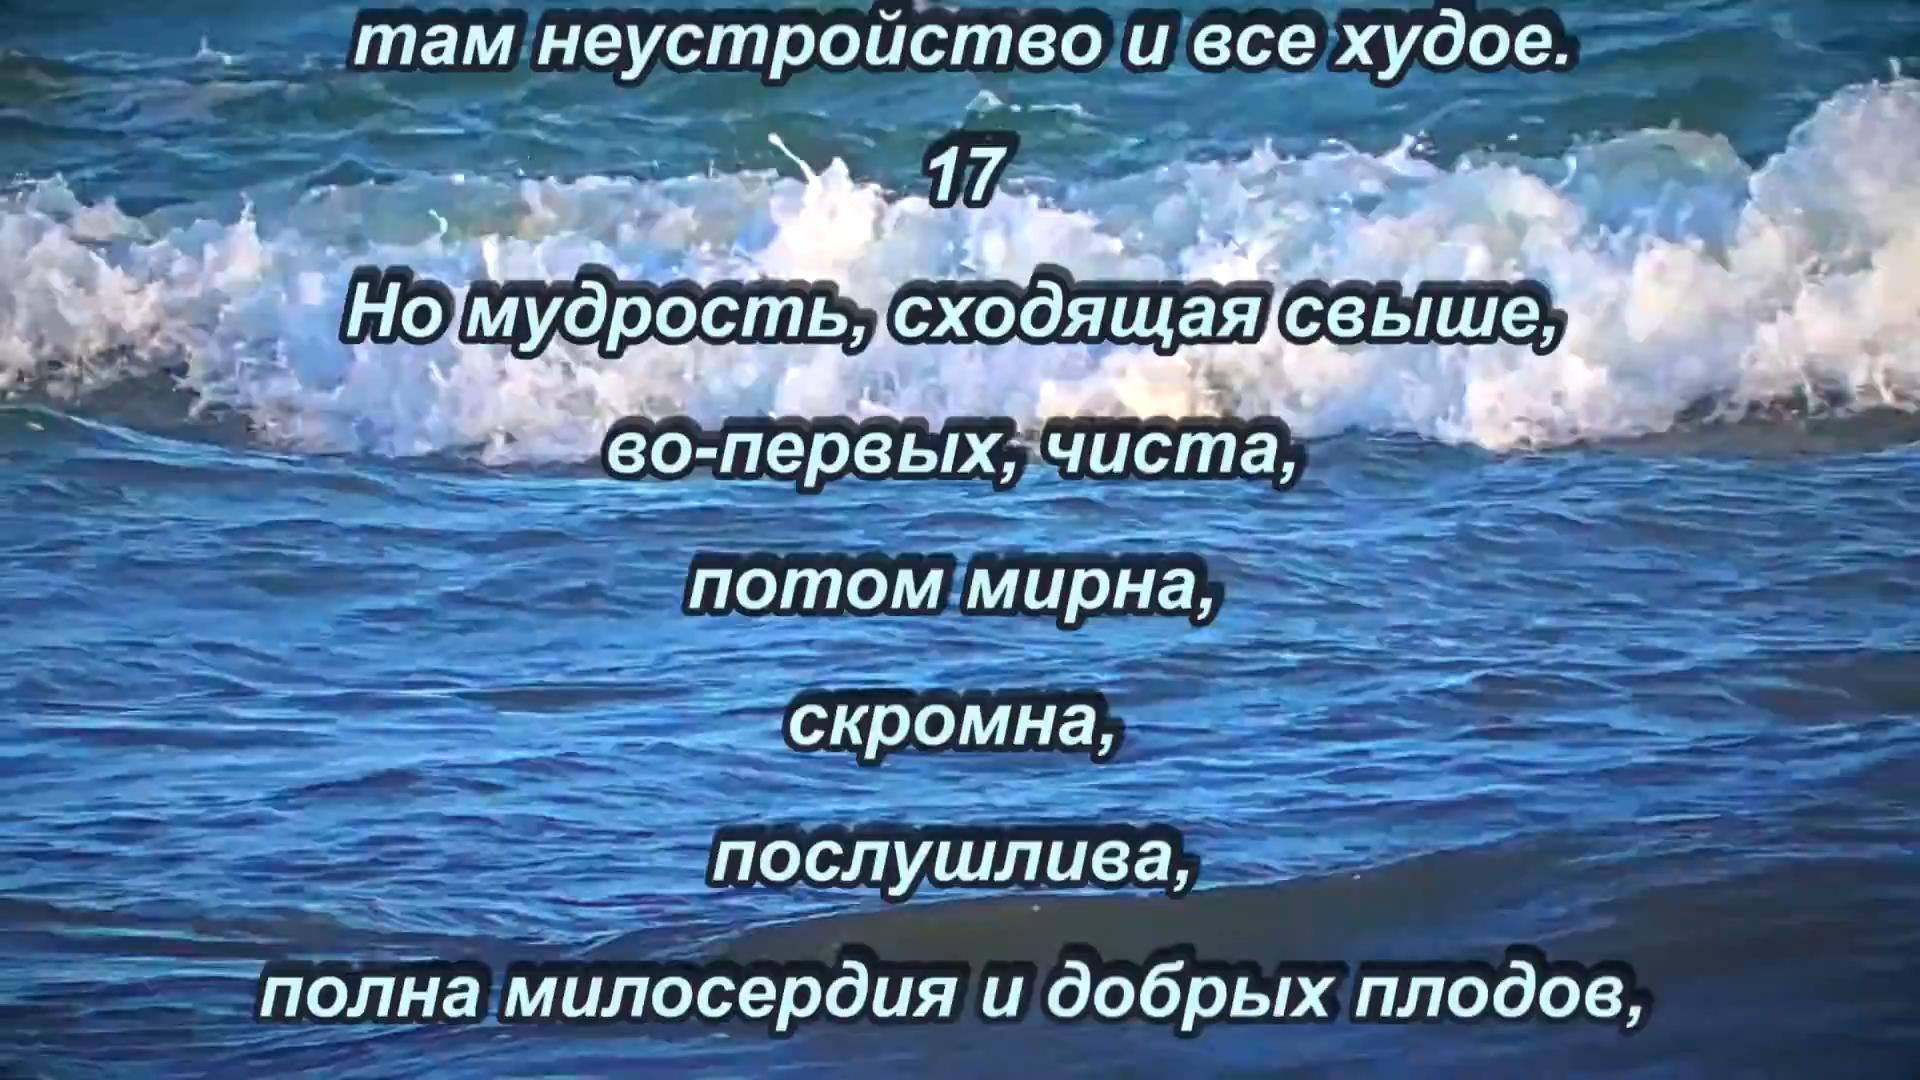 там неустройство и все худое.
17
Но мудрость, сходящая свыше,
во-первых, чиста,
потом мирна,
скромна,
послушлива,
полна милосердия и добрых плодов,